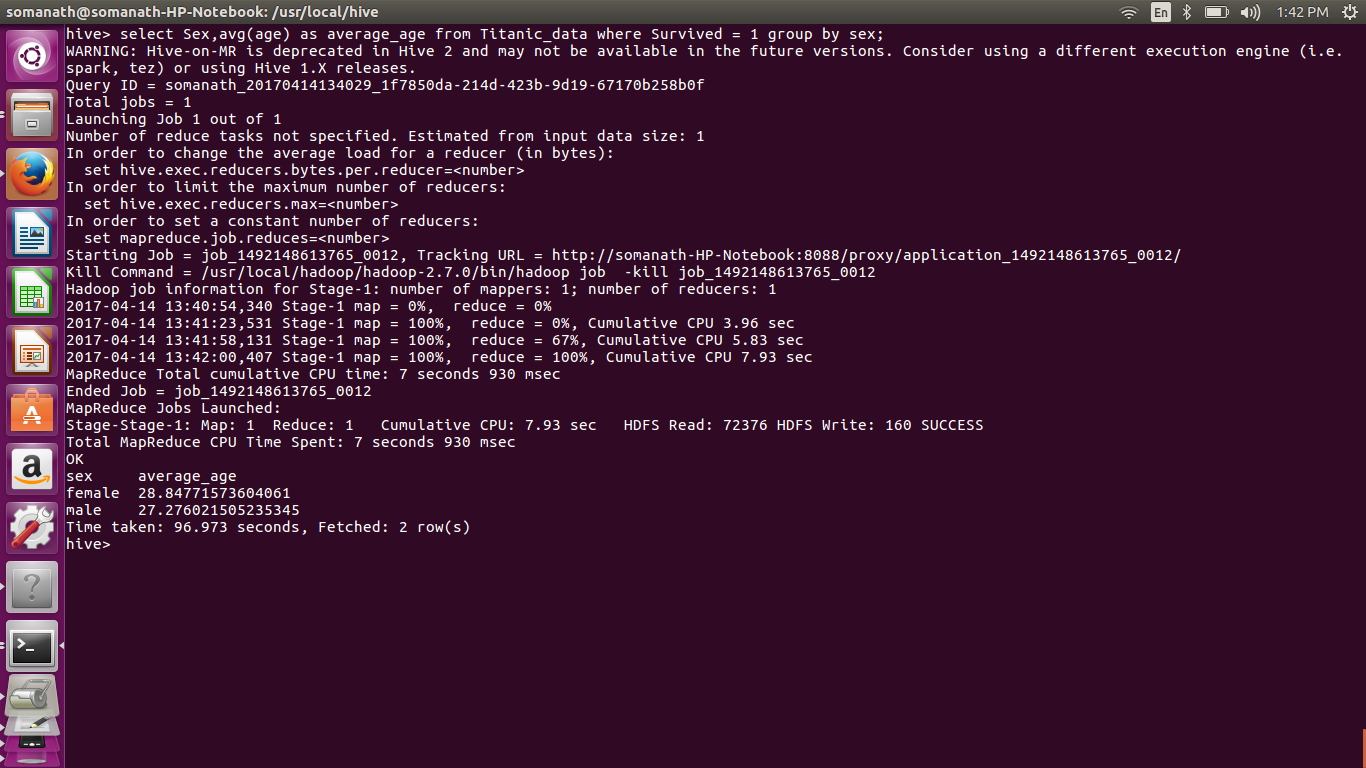 somanath@somanath-HP-Notebook: /usr/local/hive
En
1:42 PM
hive> select Sex,avg(age) as average_age from Titanic_data where Survived = 1 group by sex;
WARNING: Hive-on-MR is deprecated in Hive 2 and may not be available in the future versions. Consider using a different execution engine (i.e.
spark, tez) or using Hive 1.X releases.
Query ID = somanath_20170414134029_1f7850da-214d-423b-9d19-67170b258b0f
Total jobs = 1
Launching Job 1 out of 1
Number of reduce tasks not specified. Estimated from input data size: 1
In order to change the average load for a reducer (in bytes):
  set hive.exec.reducers.bytes.per.reducer=<number>
In order to limit the maximum number of reducers:
  set hive.exec.reducers.max=<number>
In order to set a constant number of reducers:
  set mapreduce.job.reduces=<number>
Starting Job = job_1492148613765_0012, Tracking URL = http://somanath-HP-Notebook:8088/proxy/application_1492148613765_0012/
Kill Command = /usr/local/hadoop/hadoop-2.7.0/bin/hadoop job  -kill job_1492148613765_0012
Hadoop job information for Stage-1: number of mappers: 1; number of reducers: 1
2017-04-14 13:40:54,340 Stage-1 map = 0%,  reduce = 0%
2017-04-14 13:41:23,531 Stage-1 map = 100%,  reduce = 0%, Cumulative CPU 3.96 sec
2017-04-14 13:41:58,131 Stage-1 map = 100%,  reduce = 67%, Cumulative CPU 5.83 sec
2017-04-14 13:42:00,407 Stage-1 map = 100%,  reduce = 100%, Cumulative CPU 7.93 sec
MapReduce Total cumulative CPU time: 7 seconds 930 msec
Ended Job = job_1492148613765_0012
MapReduce Jobs Launched:
Stage-Stage-1: Map: 1  Reduce: 1   Cumulative CPU: 7.93 sec   HDFS Read: 72376 HDFS Write: 160 SUCCESS
Total MapReduce CPU Time Spent: 7 seconds 930 msec
OK
sex     average_age
female  28.84771573604061
male    27.276021505235345
Time taken: 96.973 seconds, Fetched: 2 row(s)
hive>